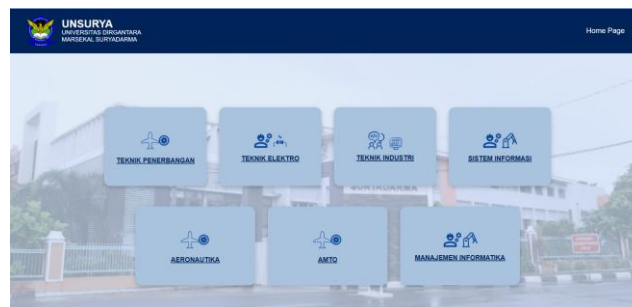 UNSURYA
UNIVERSITAS DIRGANTARA
MARSEKAL SURYADARMA
Home Page
TEKNIK PENERBANGAN
TEKNIK ELEKTRO
TEKNIK INDUSTRI
SISTEM INFORMASI
SURYADARMA
AERONAUTIKA
AMTO
MANAJEMEN INFORMATIKA